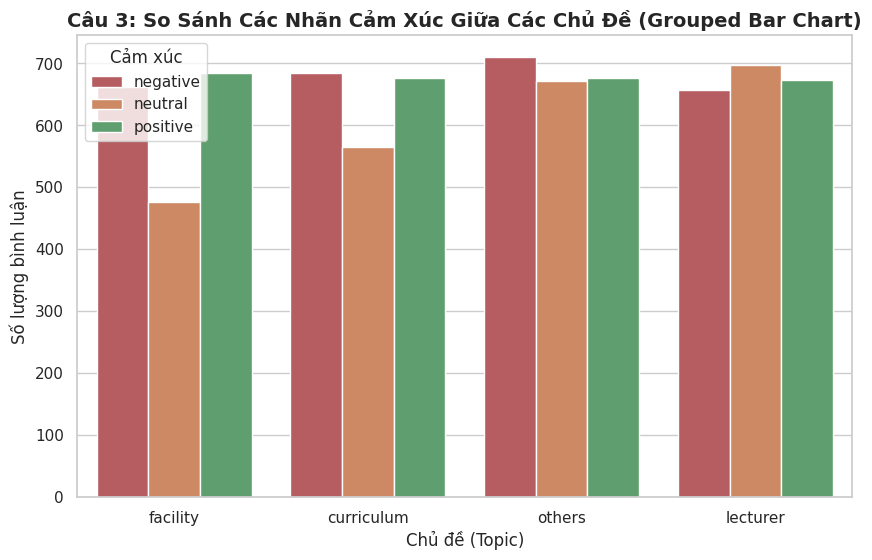 Câu 3: So Sánh Các Nhãn Cảm Xúc Giữa Các Chủ Đề (Grouped Bar Chart)
Cảm xúc
negative
neutral
positive
Số lượng bình luận
700
600
500
400
300
200
100
0
facility
curriculum
others
lecturer
Chủ đề (Topic)